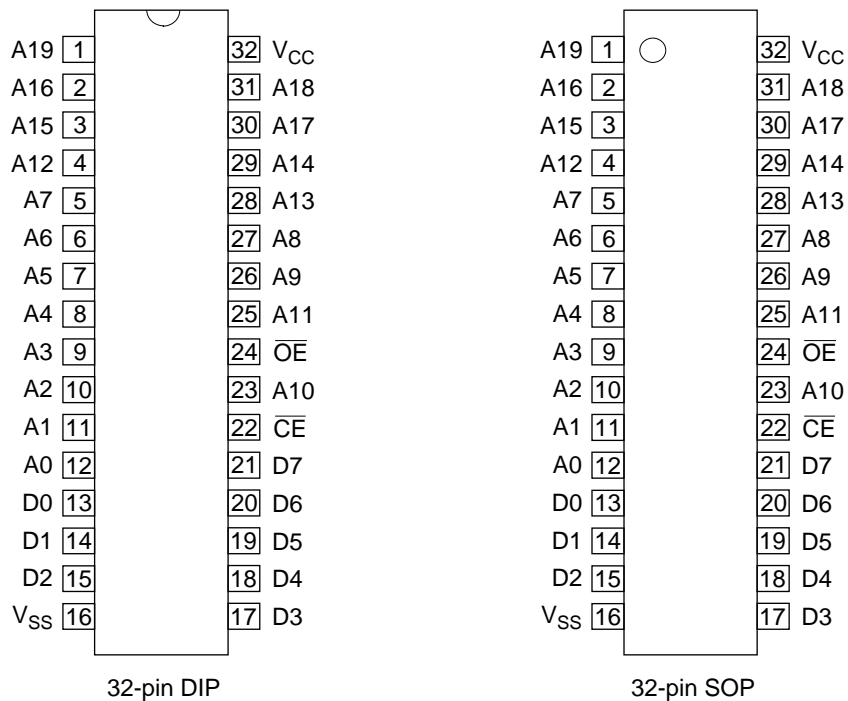 A19 1 32 VCC A19 1 32 VCC
A16 2 31 A18 A16 2 31 A18
A15 3 30 A17 A15 3 30 A17
A12 4 29 A14 A12 4 29 A14
A7 5 28 A13 A7 5 28 A13
A6 6 27 A8 A6 6 27 A8
A5 7 26 A9 A5 7 26 A9
A4 8 25 A11 A4 8 25 A11
A3 9 24 O̅E̅ A3 9 24 O̅E̅
A2 10 23 A10 A2 10 23 A10
A1 11 22 C̅E̅ A1 11 22 C̅E̅
A0 12 21 D7 A0 12 21 D7
D0 13 20 D6 D0 13 20 D6
D1 14 19 D5 D1 14 19 D5
D2 15 18 D4 D2 15 18 D4
VSS 16 17 D3 VSS 16 17 D3
32-pin DIP 32-pin SOP